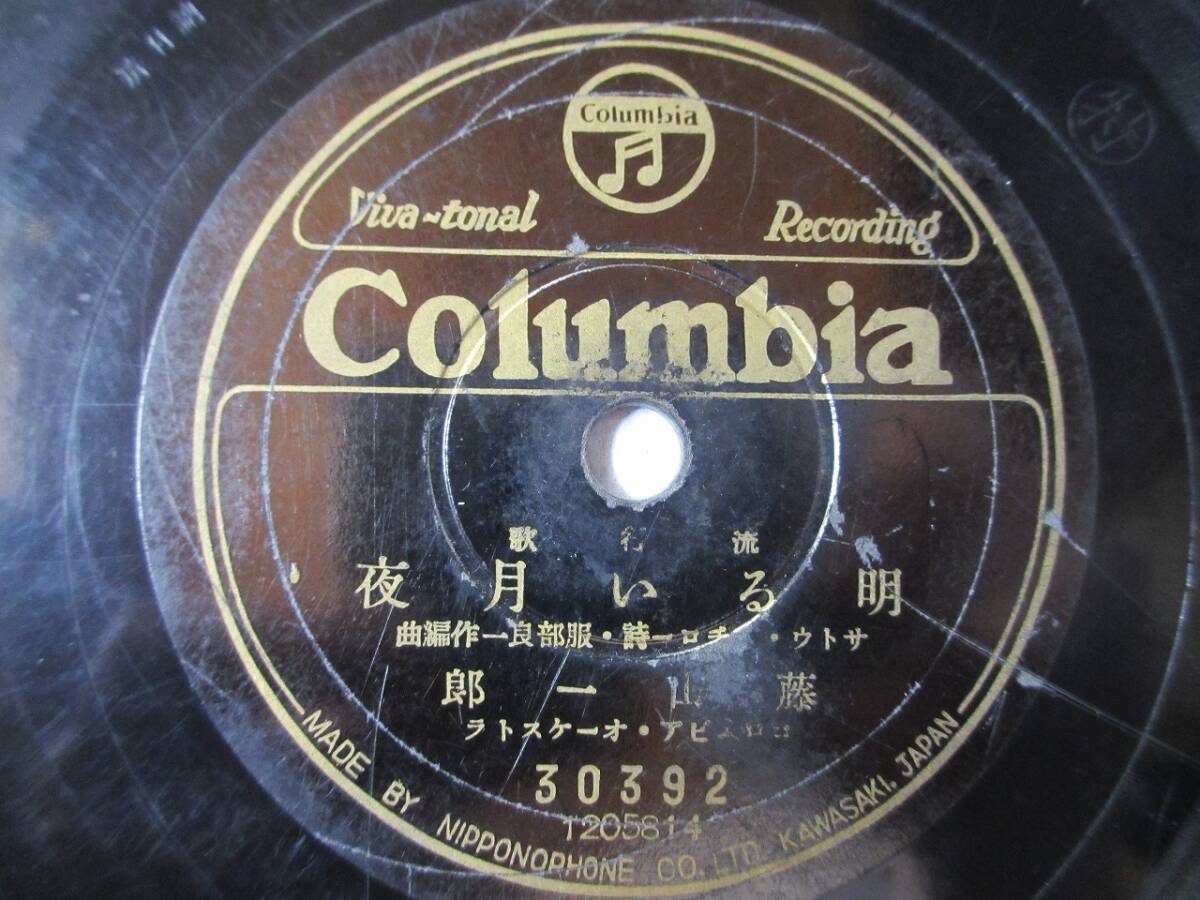 Columbia
Viva-tonal Recording
Columbia
流行歌
明るい月夜
サトウ・ハチロー詩・服部良一作編曲
藤山一郎
コロムビア・オーケストラ
30392
1205814
MADE BY NIPPONOPHONE CO., LTD. KAWASAKI, JAPAN